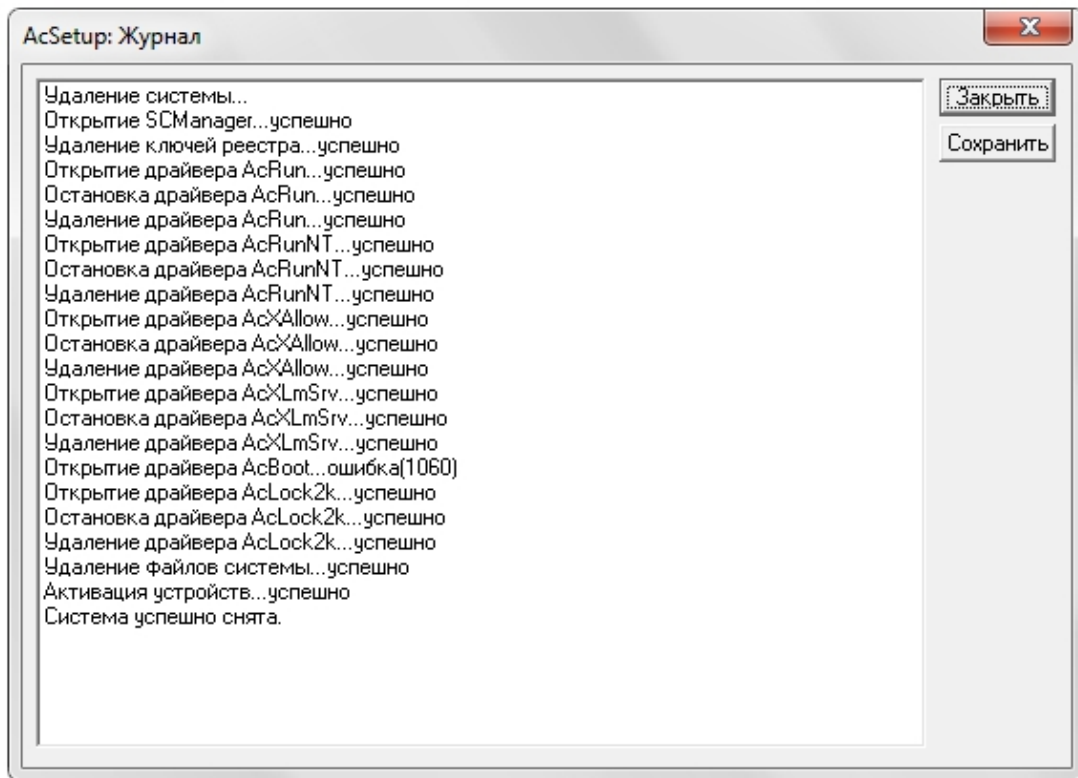 AcSetup: Журнал
Удаление системы...
Открытие SCManager...успешно
Удаление ключей реестра...успешно
Открытие драйвера AcRun...успешно
Остановка драйвера AcRun...успешно
Удаление драйвера AcRun...успешно
Открытие драйвера AcRunNT...успешно
Остановка драйвера AcRunNT...успешно
Удаление драйвера AcRunNT...успешно
Открытие драйвера AcXAllow...успешно
Остановка драйвера AcXAllow...успешно
Удаление драйвера AcXAllow...успешно
Открытие драйвера AcXLmSrv...успешно
Остановка драйвера AcXLmSrv...успешно
Удаление драйвера AcXLmSrv...успешно
Открытие драйвера AcBoot...ошибка(1060)
Открытие драйвера AcLock2k...успешно
Остановка драйвера AcLock2k...успешно
Удаление драйвера AcLock2k...успешно
Удаление файлов системы...успешно
Активация устройств...успешно
Система успешно снята.
Закрыть
Сохранить